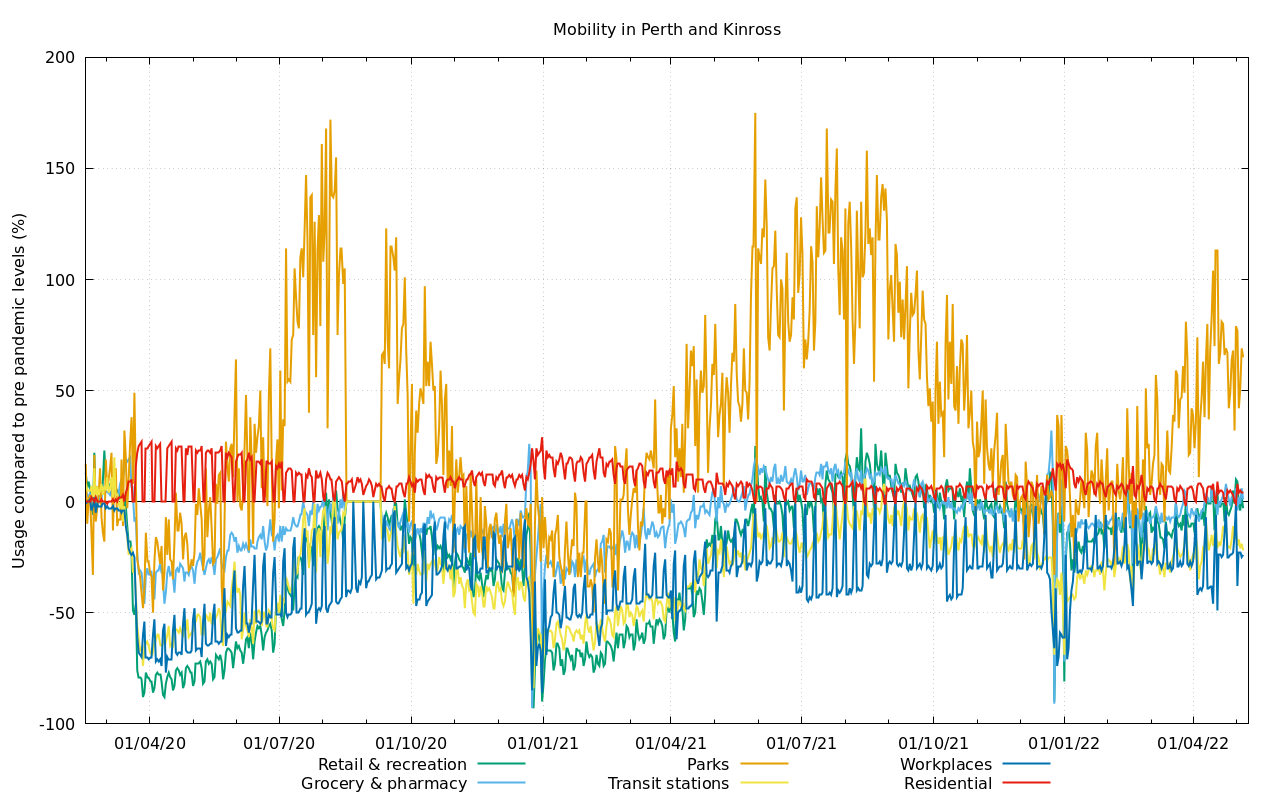 Mobility in Perth and Kinross
Usage compared to pre pandemic levels (%)
200
150
100
50
0
-50
-100
01/04/20 01/07/20 01/10/20 01/01/21 01/04/21 01/07/21 01/10/21 01/01/22 01/04/22
Retail & recreation Parks Workplaces
Grocery & pharmacy Transit stations Residential